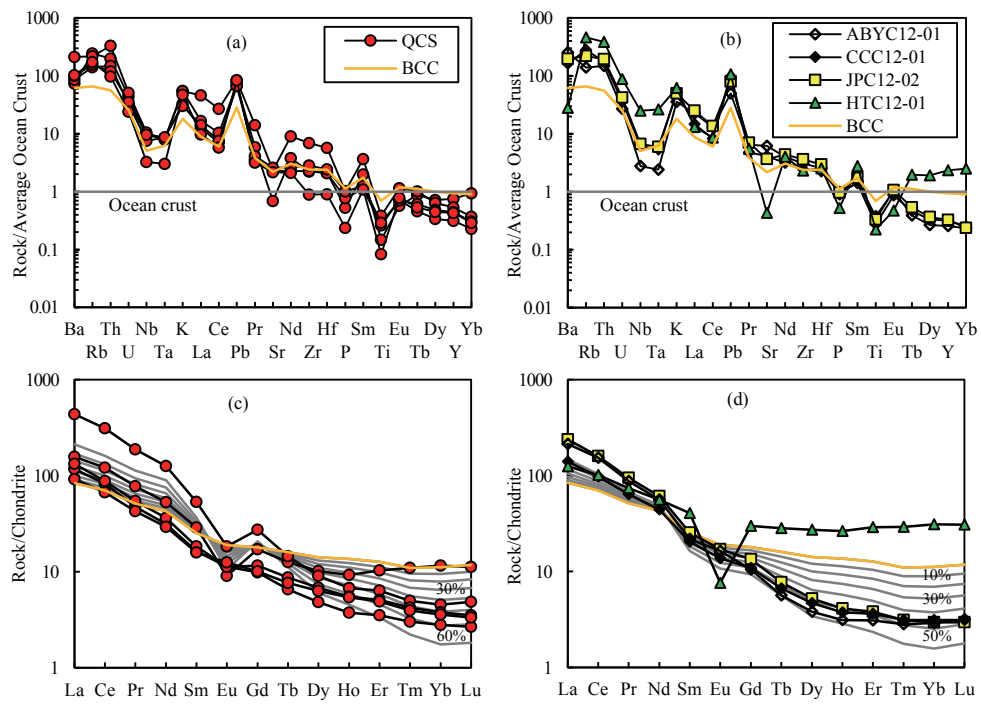 1000
100
10
1
0.1
0.01
Rock/Average Ocean Crust
(a)
QCS
BCC
Ocean crust
Ba Th Nb K Ce Pr Nd Hf Sm Eu Dy Yb
Rb U Ta La Pb Sr Zr P Ti Tb Y
1000
100
10
1
0.1
0.01
Rock/Average Ocean Crust
(b)
ABYC12-01
CCC12-01
JPC12-02
HTC12-01
BCC
Ocean crust
Ba Th Nb K Ce Pr Nd Hf Sm Eu Dy Yb
Rb U Ta La Pb Sr Zr P Ti Tb Y
1000
100
10
1
Rock/Chondrite
(c)
30%
60%
La Ce Pr Nd Sm Eu Gd Tb Dy Ho Er Tm Yb Lu
1000
100
10
1
Rock/Chondrite
(d)
10%
30%
50%
La Ce Pr Nd Sm Eu Gd Tb Dy Ho Er Tm Yb Lu